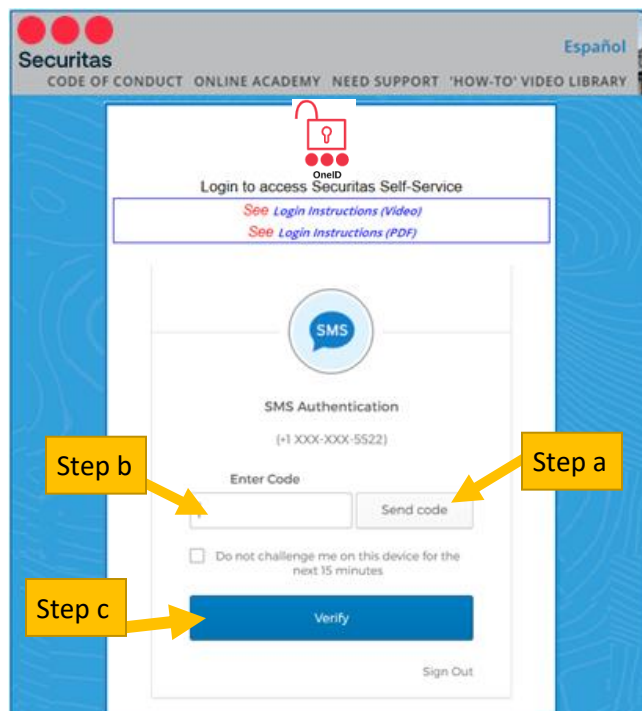 Securitas
Español
CODE OF CONDUCT ONLINE ACADEMY NEED SUPPORT 'HOW-TO' VIDEO LIBRARY
OneID
Login to access Securitas Self-Service
See Login Instructions (Video)
See Login Instructions (PDF)
SMS
SMS Authentication
(+1 XXX-XXX-5522)
Step b
Step a
Enter Code
Send code
Do not challenge me on this device for the
next 15 minutes
Step c
Verify
Sign Out